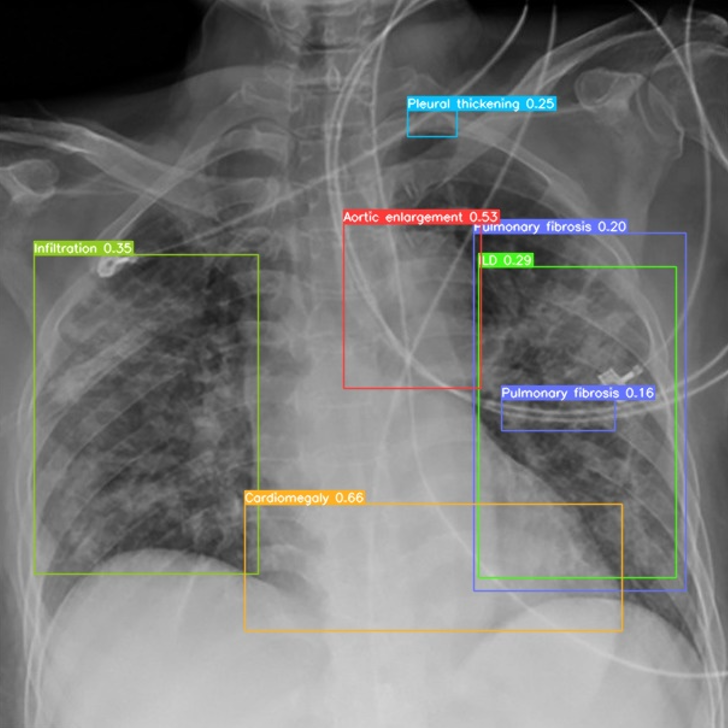 Pleural thickening 0.25
Aortic enlargement 0.53
Pulmonary fibrosis 0.20
Infiltration 0.35
ILD 0.29
Pulmonary fibrosis 0.16
Cardiomegaly 0.66